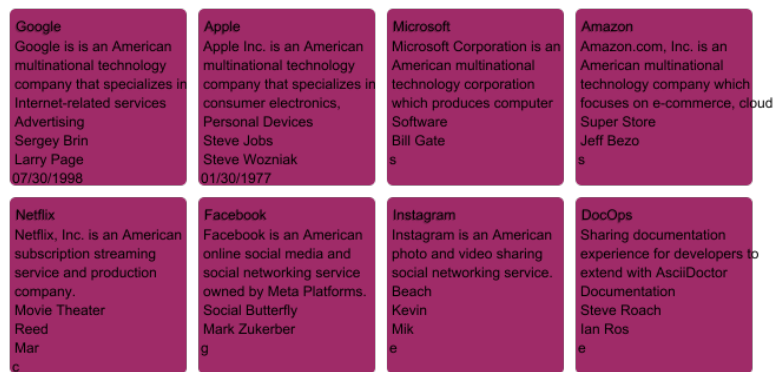 Google
Google is is an American
multinational technology
company that specializes in
Internet-related services
Advertising
Sergey Brin
Larry Page
07/30/1998
Apple
Apple Inc. is an American
multinational technology
company that specializes in
consumer electronics,
Personal Devices
Steve Jobs
Steve Wozniak
01/30/1977
Microsoft
Microsoft Corporation is an
American multinational
technology corporation
which produces computer
Software
Bill Gate
s
Amazon
Amazon.com, Inc. is an
American multinational
technology company which
focuses on e-commerce, cloud
Super Store
Jeff Bezo
s
Netflix
Netflix, Inc. is an American
subscription streaming
service and production
company.
Movie Theater
Reed
Mar
c
Facebook
Facebook is an American
online social media and
social networking service
owned by Meta Platforms.
Social Butterfly
Mark Zukerber
g
Instagram
Instagram is an American
photo and video sharing
social networking service.
Beach
Kevin
Mik
e
DocOps
Sharing documentation
experience for developers to
extend with AsciiDoctor
Documentation
Steve Roach
Ian Ros
e